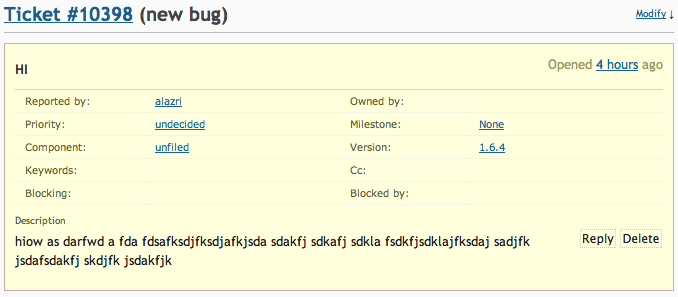 Ticket #10398 (new bug)
Modify ↓
HI
Opened 4 hours ago
Reported by: alazri Owned by:
Priority: undecided Milestone: None
Component: unfiled Version: 1.6.4
Keywords: Cc:
Blocking: Blocked by:
Description
Reply Delete
hiow as darfwd a fda fdsafksdjfksdjafkjsda sdakfj sdkafj sdkla fsdkfjsdklajfksdaj sadjfk
jsdafsdakfj skdjfk jsdakfjk